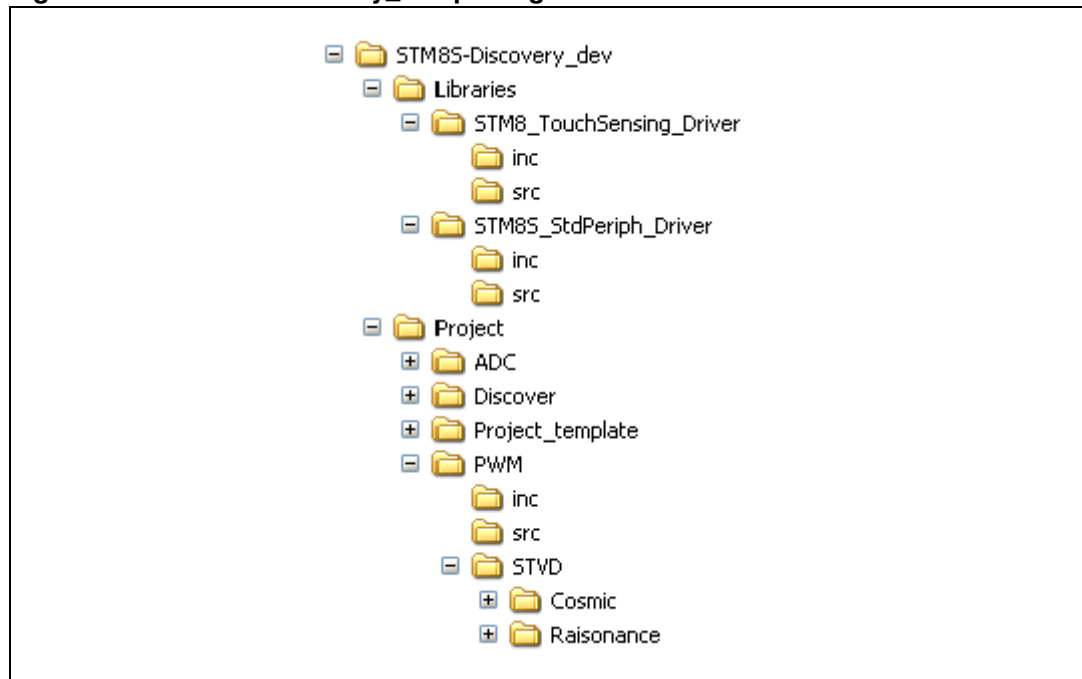 STM8S-Discovery_dev
Libraries
STM8_TouchSensing_Driver
inc
src
STM8S_StdPeriph_Driver
inc
src
Project
ADC
Discover
Project_template
PWM
inc
src
STVD
Cosmic
Raisonance